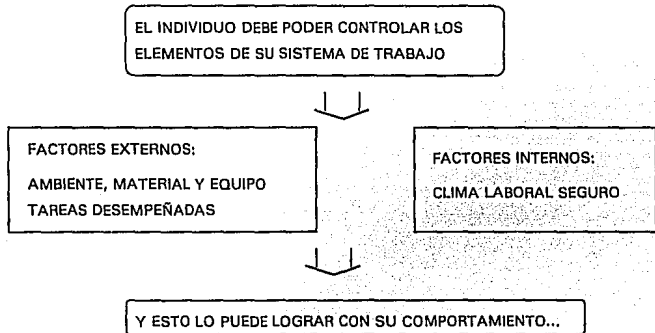 EL INDIVIDUO DEBE PODER CONTROLAR LOS
ELEMENTOS DE SU SISTEMA DE TRABAJO
FACTORES EXTERNOS:
AMBIENTE, MATERIAL Y EQUIPO
TAREAS DESEMPEÑADAS
FACTORES INTERNOS:
CLIMA LABORAL SEGURO
Y ESTO LO PUEDE LOGRAR CON SU COMPORTAMIENTO...